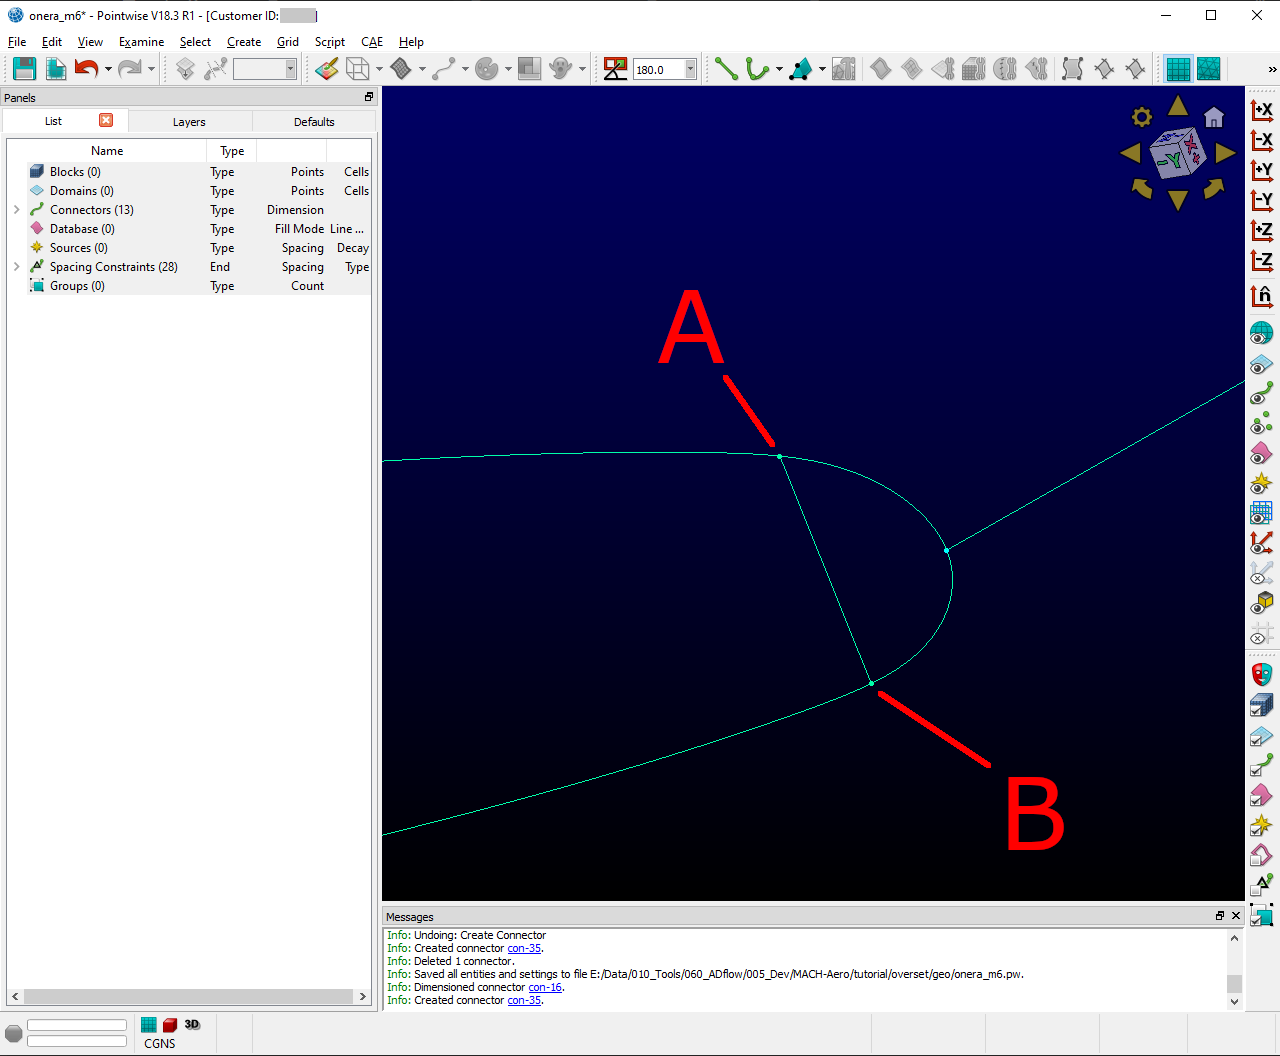 onera_m6* - Pointwise V18.3 R1 - [Customer ID:
File Edit View Examine Select Create Grid Script CAE Help
180.0
»
Panels
List Layers Defaults
Name Type
Blocks (0) Type Points Cells
Domains (0) Type Points Cells
Connectors (13) Type Dimension
Database (0) Type Fill Mode Line ...
Sources (0) Type Spacing Decay
Spacing Constraints (28) End Spacing Type
Groups (0) Type Count
A
B
-Y
X
+X
-X
+Y
-Y
+Z
-Z
n̂
Messages
Info: Undoing: Create Connector
Info: Created connector con-35.
Info: Deleted 1 connector.
Info: Saved all entities and settings to file E:/Data/010_Tools/060_ADflow/005_Dev/MACH-Aero/tutorial/overset/geo/onera_m6.pw.
Info: Dimensioned connector con-16.
Info: Created connector con-35.
3D
CGNS